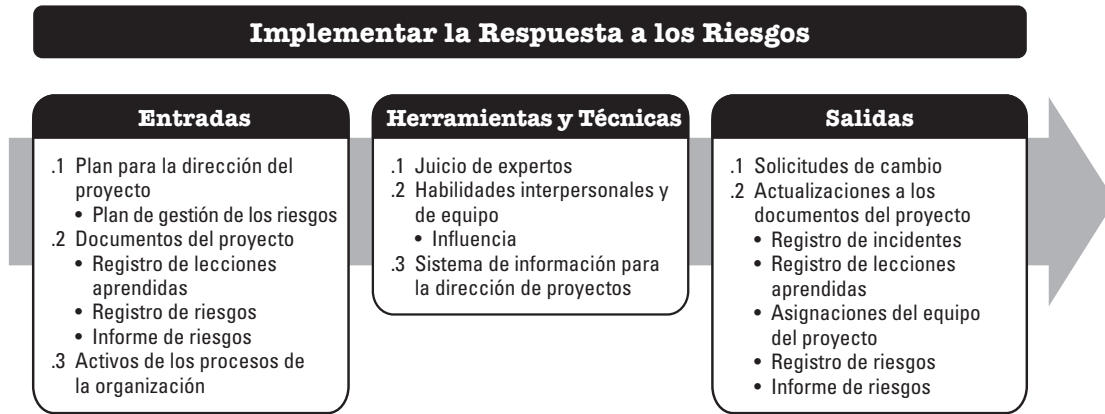 Implementar la Respuesta a los Riesgos
Entradas
.1 Plan para la dirección del
proyecto
• Plan de gestión de los riesgos
.2 Documentos del proyecto
• Registro de lecciones
aprendidas
• Registro de riesgos
• Informe de riesgos
.3 Activos de los procesos de
la organización
Herramientas y Técnicas
.1 Juicio de expertos
.2 Habilidades interpersonales y
de equipo
• Influencia
.3 Sistema de información para
la dirección de proyectos
Salidas
.1 Solicitudes de cambio
.2 Actualizaciones a los
documentos del proyecto
• Registro de incidentes
• Registro de lecciones
aprendidas
• Asignaciones del equipo
del proyecto
• Registro de riesgos
• Informe de riesgos